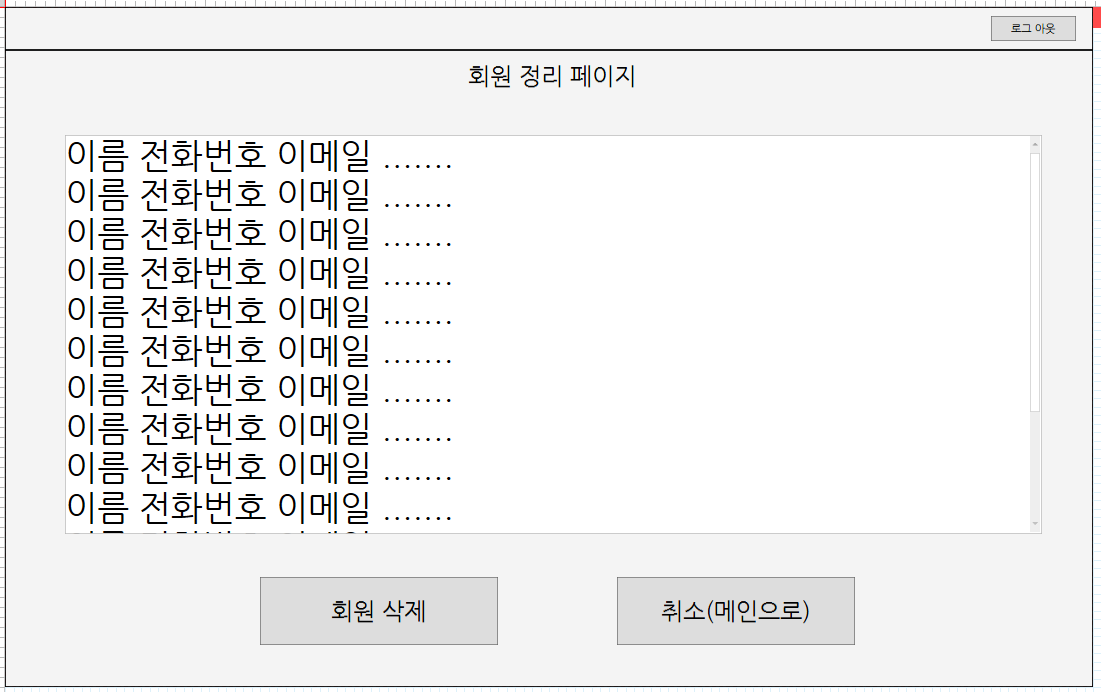 로그 아웃
회원 정리 페이지
이름 전화번호 이메일 .......
이름 전화번호 이메일 .......
이름 전화번호 이메일 .......
이름 전화번호 이메일 .......
이름 전화번호 이메일 .......
이름 전화번호 이메일 .......
이름 전화번호 이메일 .......
이름 전화번호 이메일 .......
이름 전화번호 이메일 .......
이름 전화번호 이메일 .......
회원 삭제
취소(메인으로)